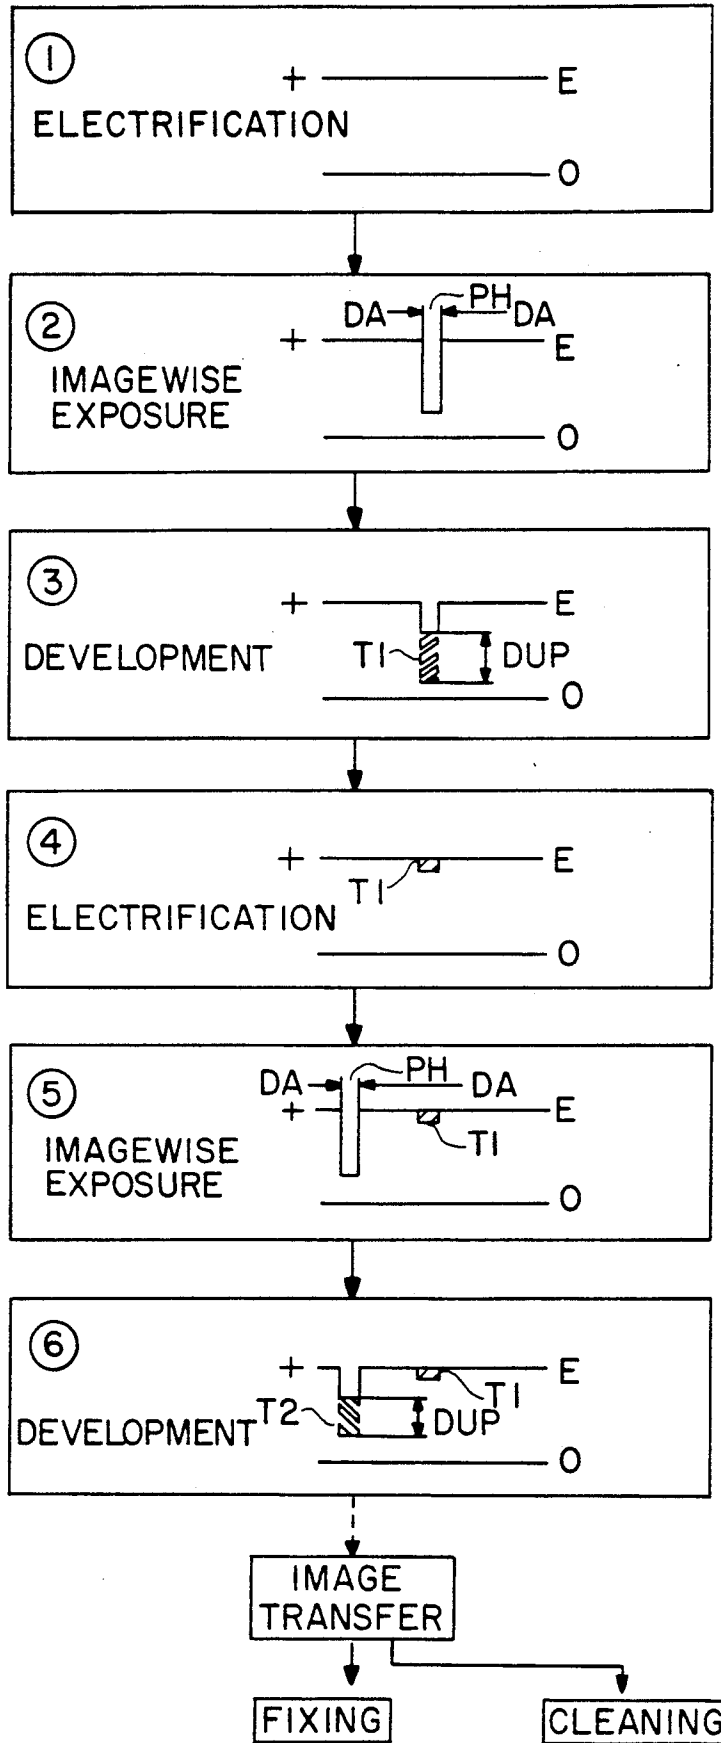 1
+ E
ELECTRIFICATION
O
2
DA PH DA
+ E
IMAGEWISE
EXPOSURE
O
3
+ E
DEVELOPMENT T1 DUP
O
4
+ E
T1
ELECTRIFICATION
O
5
DA PH DA
+ E
T1
IMAGEWISE
EXPOSURE
O
6
+ E
T1
T2 DUP
DEVELOPMENT
O
IMAGE
TRANSFER
FIXING CLEANING